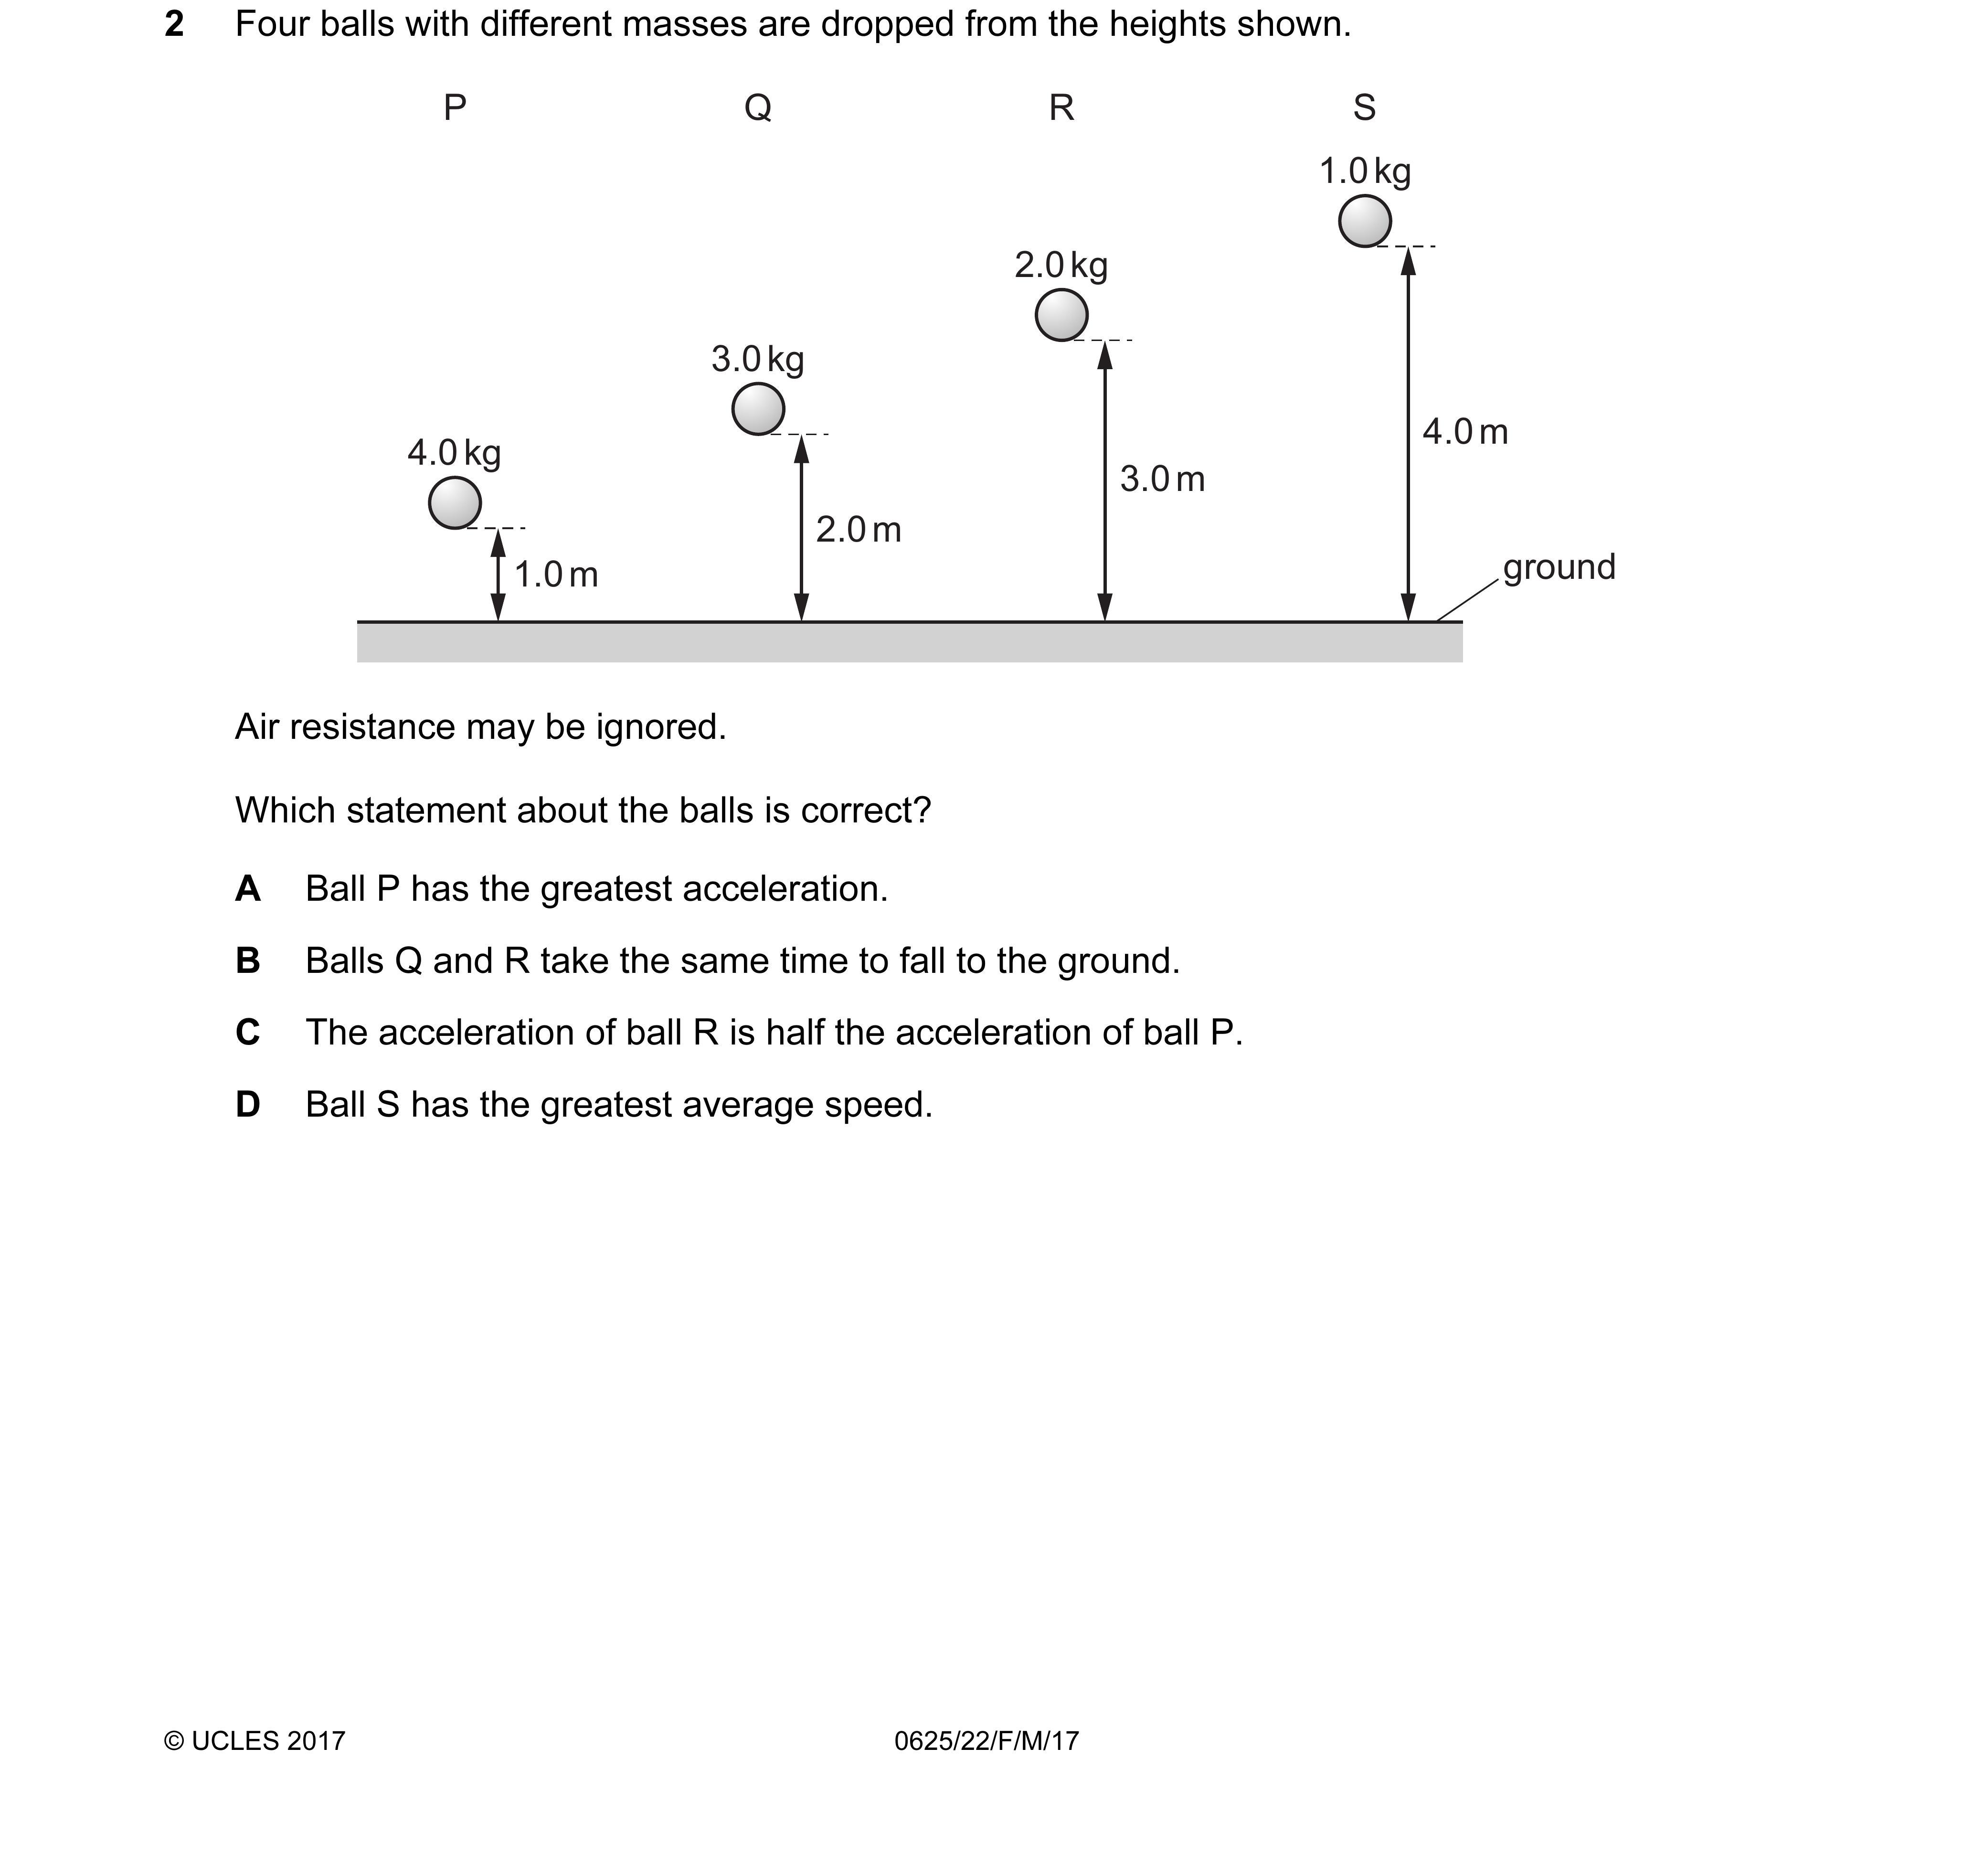 2 Four balls with different masses are dropped from the heights shown.
P Q R S
1.0 kg
2.0 kg
3.0 kg
4.0 m
4.0 kg
3.0 m
2.0 m
ground
1.0 m
Air resistance may be ignored.
Which statement about the balls is correct?
A Ball P has the greatest acceleration.
B Balls Q and R take the same time to fall to the ground.
C The acceleration of ball R is half the acceleration of ball P.
D Ball S has the greatest average speed.
© UCLES 2017 0625/22/F/M/17